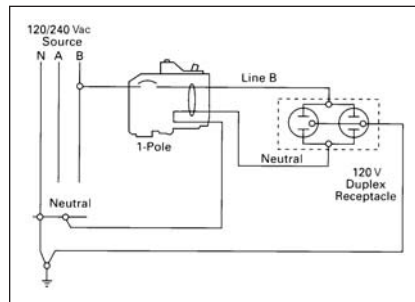 120/240 Vac
Source
N A B
Line B
1-Pole
Neutral
120 V
Duplex
Receptacle
Neutral